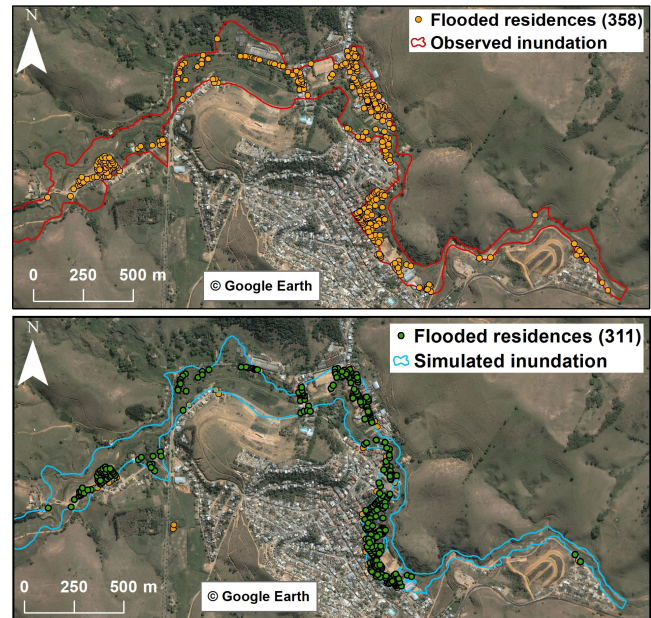 N
Flooded residences (358)
Observed inundation
0 250 500 m
© Google Earth
N
Flooded residences (311)
Simulated inundation
0 250 500 m
© Google Earth